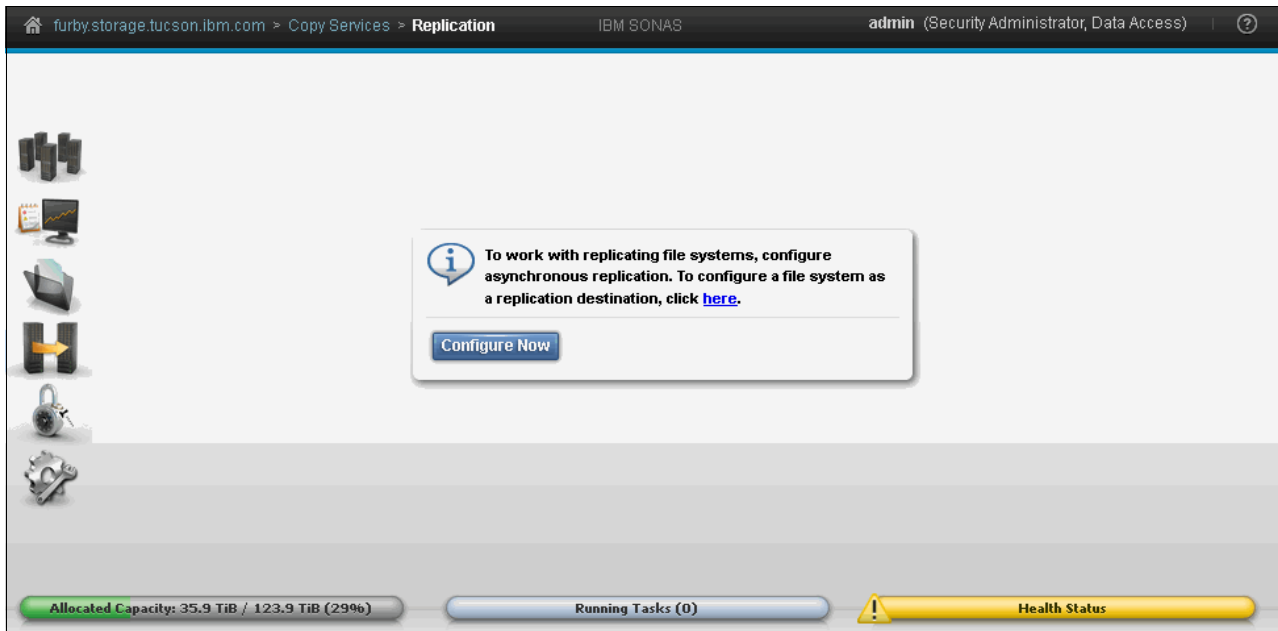 furby.storage.tucson.ibm.com > Copy Services > Replication
IBM SONAS
admin (Security Administrator, Data Access)
To work with replicating file systems, configure
asynchronous replication. To configure a file system as
a replication destination, click here.
Configure Now
Allocated Capacity: 35.9 TiB / 123.9 TiB (29%)
Running Tasks (0)
Health Status